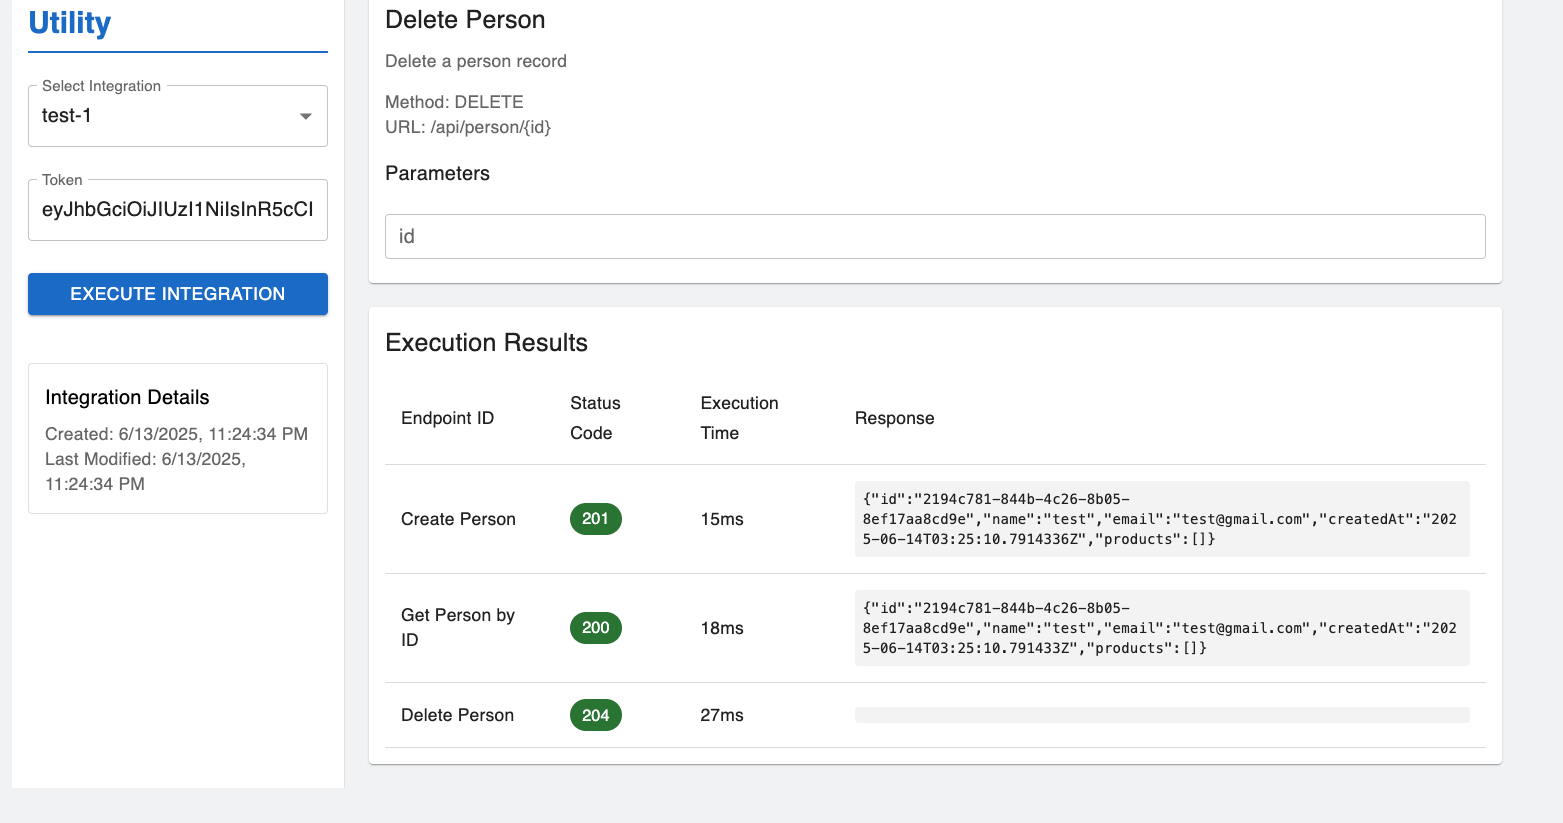 Utility
Select Integration
test-1
Token
eyJhbGciOiJIUzI1NiIsInR5cCI
EXECUTE INTEGRATION
Integration Details
Created: 6/13/2025, 11:24:34 PM
Last Modified: 6/13/2025,
11:24:34 PM
Delete Person
Delete a person record
Method: DELETE
URL: /api/person/{id}
Parameters
id
Execution Results
Endpoint ID
Status
Code
Execution
Time
Response
Create Person
201
15ms
{"id":"2194c781-844b-4c26-8b05-
8ef17aa8cd9e","name":"test","email":"test@gmail.com","createdAt":"202
5-06-14T03:25:10.7914336Z","products":[]}
Get Person by
ID
200
18ms
{"id":"2194c781-844b-4c26-8b05-
8ef17aa8cd9e","name":"test","email":"test@gmail.com","createdAt":"202
5-06-14T03:25:10.791433Z","products":[]}
Delete Person
204
27ms